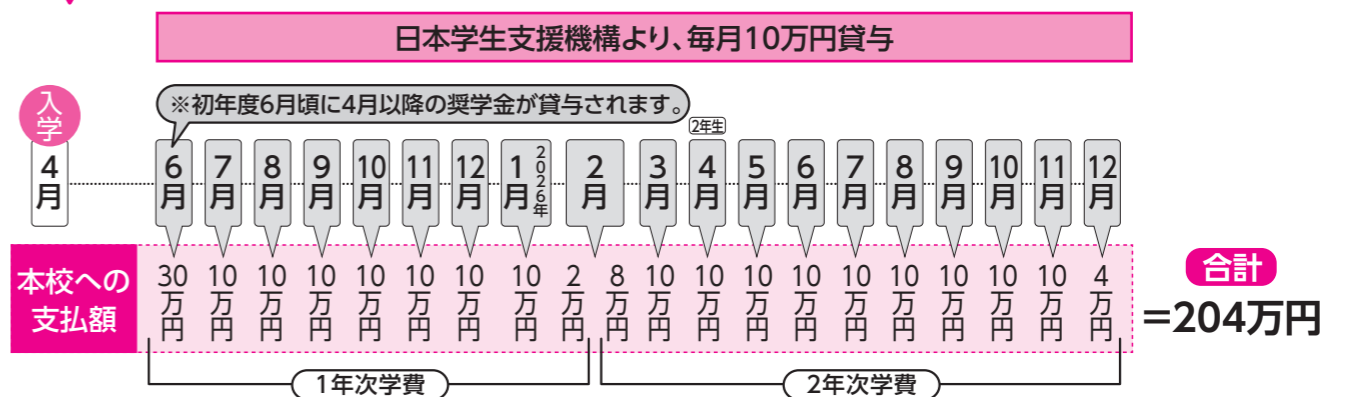 日本学生支援機構より、毎月10万円貸与
入学
※初年度6月頃に4月以降の奨学金が貸与されます。
2年生
4月 6月 7月 8月 9月 10月 11月 12月 1月 2026年 2月 3月 4月 5月 6月 7月 8月 9月 10月 11月 12月
本校への
支払額
30万円 10万円 10万円 10万円 10万円 10万円 10万円 10万円 2万円 8万円 10万円 10万円 10万円 10万円 10万円 10万円 10万円 10万円 10万円 4万円
合計
=204万円
1年次学費 2年次学費